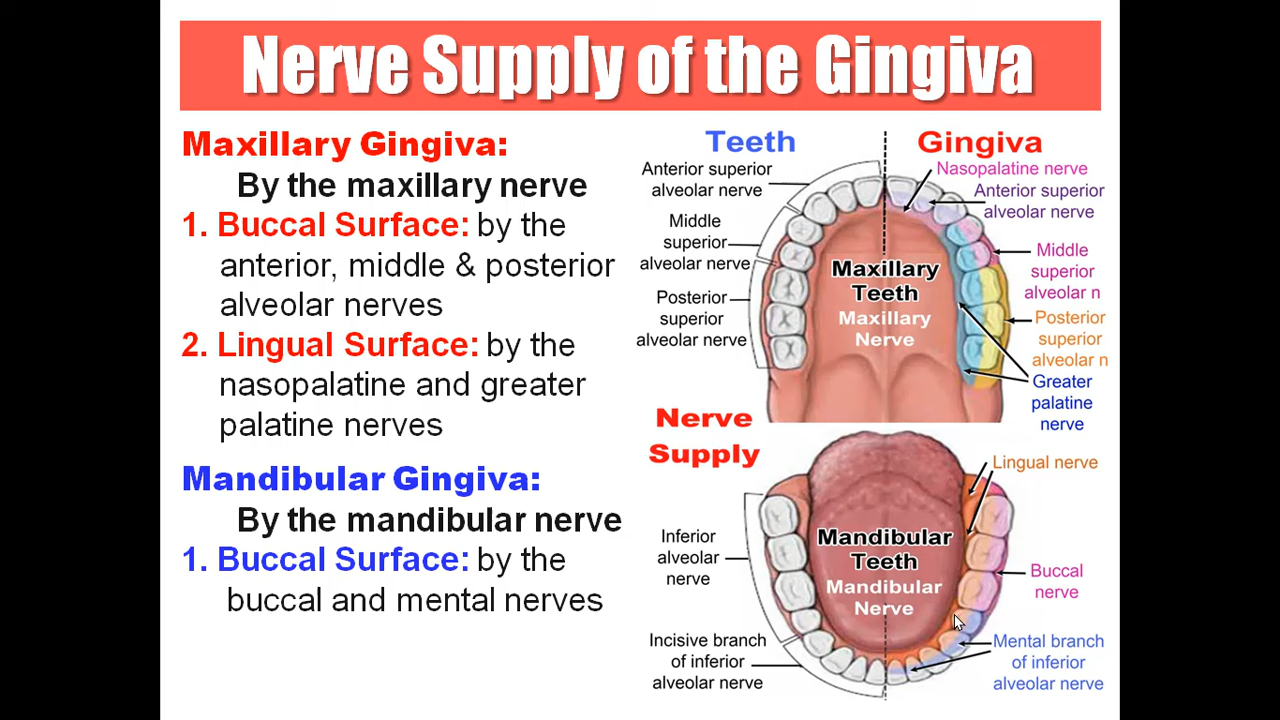 Nerve Supply of the Gingiva
Maxillary Gingiva:
By the maxillary nerve
1. Buccal Surface: by the
anterior, middle & posterior
alveolar nerves
2. Lingual Surface: by the
nasopalatine and greater
palatine nerves
Mandibular Gingiva:
By the mandibular nerve
1. Buccal Surface: by the
buccal and mental nerves
Teeth
Gingiva
Anterior superior
alveolar nerve
Middle
superior
alveolar nerve
Posterior
superior
alveolar nerve
Nasopalatine nerve
Anterior superior
alveolar nerve
Middle
superior
alveolar n
Posterior
superior
alveolar n
Greater
palatine
nerve
Maxillary
Teeth
Maxillary
Nerve
Nerve
Supply
Lingual nerve
Inferior
alveolar
nerve
Mandibular
Teeth
Mandibular
Nerve
Buccal
nerve
Incisive branch
of inferior
alveolar nerve
Mental branch
of inferior
alveolar nerve